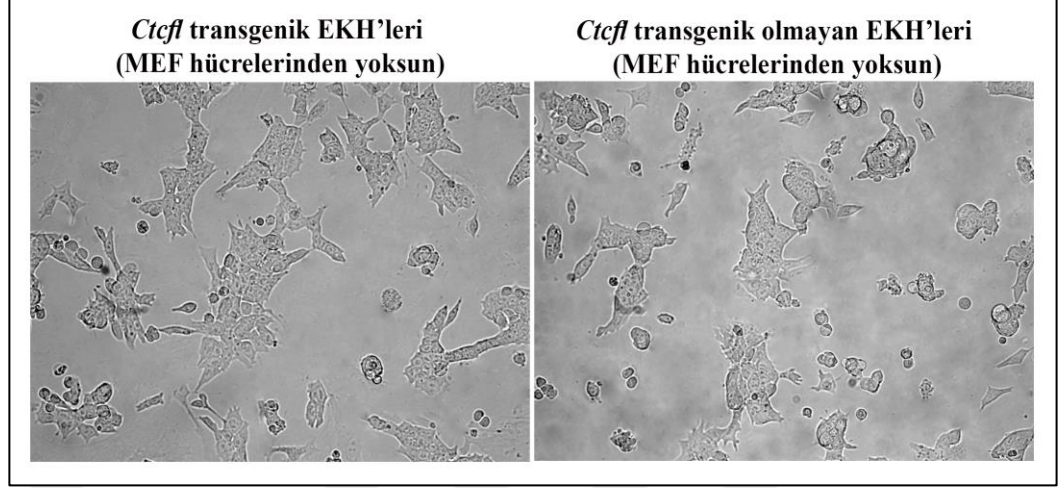 Ctcfl transgenik EKH’leri
(MEF hücrelerinden yoksun)
Ctcfl transgenik olmayan EKH’leri
(MEF hücrelerinden yoksun)